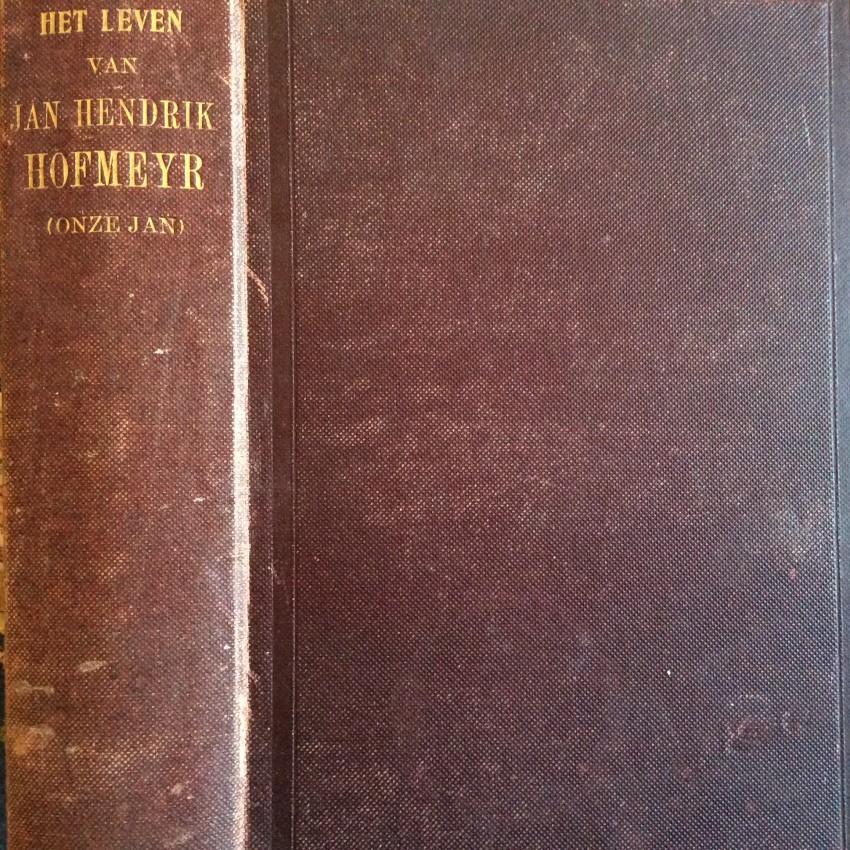 HET LEVEN
VAN
JAN HENDRIK
HOFMEYR
(ONZE JAN)